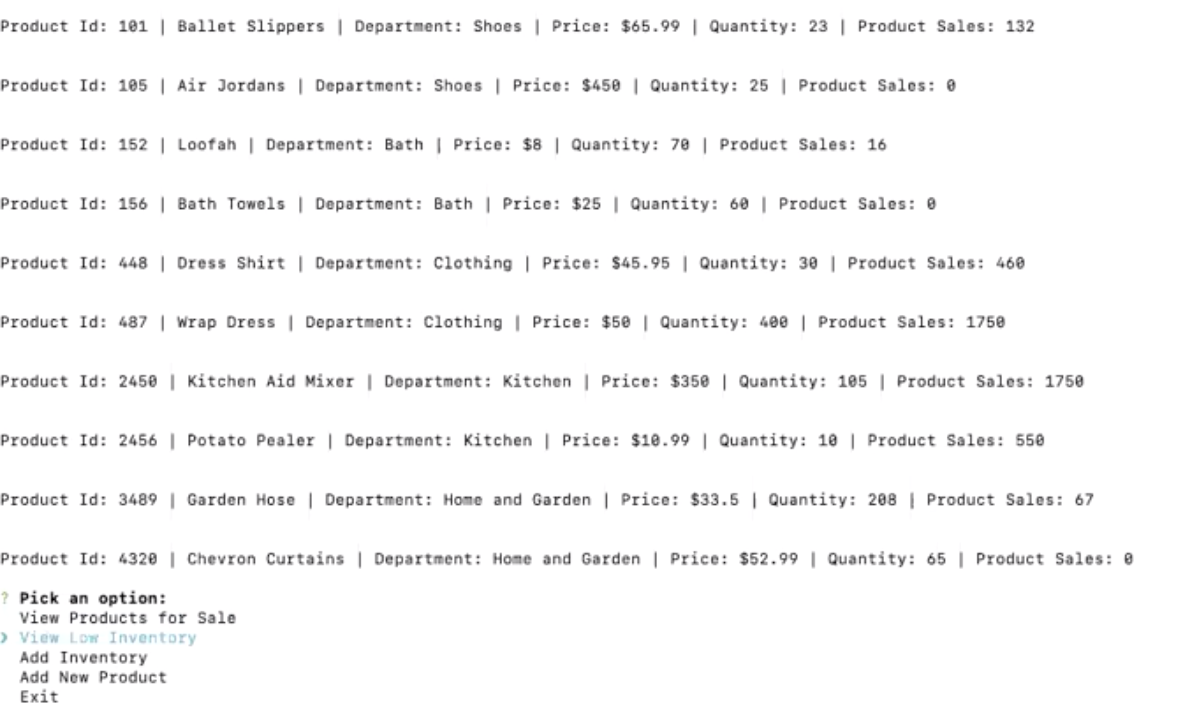 Product Id: 101 | Ballet Slippers | Department: Shoes | Price: $65.99 | Quantity: 23 | Product Sales: 132
Product Id: 105 | Air Jordans | Department: Shoes | Price: $450 | Quantity: 25 | Product Sales: 0
Product Id: 152 | Loofah | Department: Bath | Price: $8 | Quantity: 70 | Product Sales: 16
Product Id: 156 | Bath Towels | Department: Bath | Price: $25 | Quantity: 60 | Product Sales: 0
Product Id: 448 | Dress Shirt | Department: Clothing | Price: $45.95 | Quantity: 30 | Product Sales: 460
Product Id: 487 | Wrap Dress | Department: Clothing | Price: $50 | Quantity: 400 | Product Sales: 1750
Product Id: 2450 | Kitchen Aid Mixer | Department: Kitchen | Price: $350 | Quantity: 105 | Product Sales: 1750
Product Id: 2456 | Potato Pealer | Department: Kitchen | Price: $10.99 | Quantity: 10 | Product Sales: 550
Product Id: 3489 | Garden Hose | Department: Home and Garden | Price: $33.5 | Quantity: 208 | Product Sales: 67
Product Id: 4320 | Chevron Curtains | Department: Home and Garden | Price: $52.99 | Quantity: 65 | Product Sales: 0
? Pick an option:
View Products for Sale
❯ View Low Inventory
Add Inventory
Add New Product
Exit